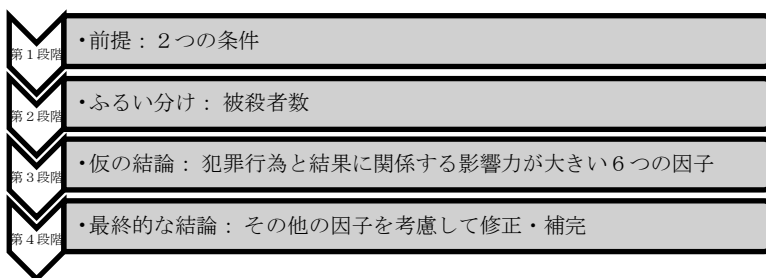 第１段階
・前提：２つの条件
第２段階
・ふるい分け：被殺者数
第３段階
・仮の結論：犯罪行為と結果に関係する影響力が大きい６つの因子
第４段階
・最終的な結論：その他の因子を考慮して修正・補完